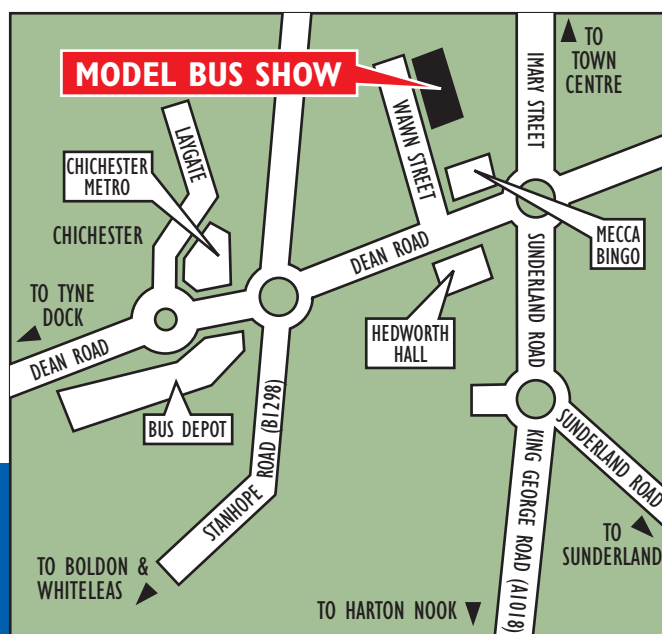 TO
TOWN
CENTRE
IMARY STREET
MODEL BUS SHOW
WAWN STREET
LAYGATE
CHICHESTER
METRO
CHICHESTER
MECCA
BINGO
DEAN ROAD
SUNDERLAND ROAD
TO TYNE
DOCK
HEDWORTH
HALL
DEAN ROAD
BUS DEPOT
STANHOPE ROAD (B1298)
SUNDERLAND ROAD
KING GEORGE ROAD (A1018)
TO
SUNDERLAND
TO BOLDON &
WHITELEAS
TO HARTON NOOK